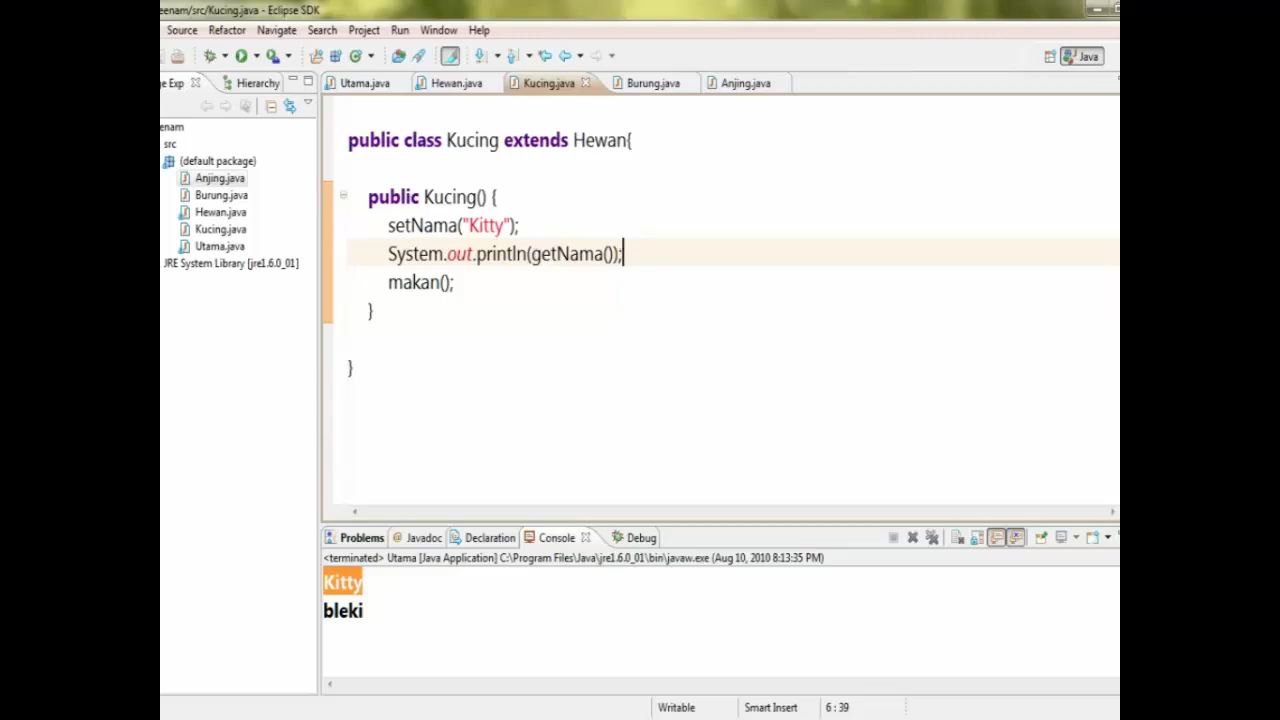 eenam/src/Kucing.java - Eclipse SDK
Source Refactor Navigate Search Project Run Window Help
Java
ge Exp Hierarchy
Utama.java Hewan.java Kucing.java Burung.java Anjing.java
enam
src
(default package)
Anjing.java
Burung.java
Hewan.java
Kucing.java
Utama.java
JRE System Library [jre1.6.0_01]
public class Kucing extends Hewan{
public Kucing() {
setNama("Kitty");
System.out.println(getNama());
makan();
}
}
Problems @ Javadoc Declaration Console Debug
<terminated> Utama [Java Application] C:\Program Files\Java\jre1.6.0_01\bin\javaw.exe (Aug 10, 2010 8:13:35 PM)
Kitty
bleki
Writable Smart Insert 6 : 39